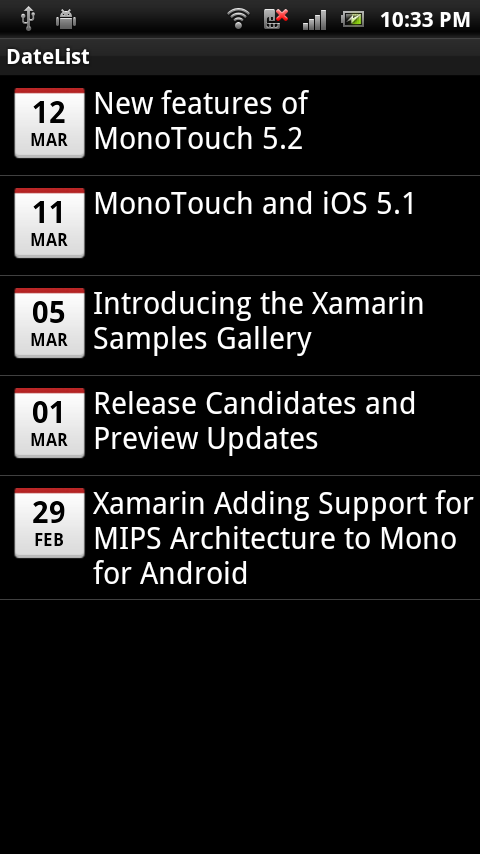 10:33 PM
DateList
12
MAR
New features of
MonoTouch 5.2
11
MAR
MonoTouch and iOS 5.1
05
MAR
Introducing the Xamarin
Samples Gallery
01
MAR
Release Candidates and
Preview Updates
29
FEB
Xamarin Adding Support for
MIPS Architecture to Mono
for Android